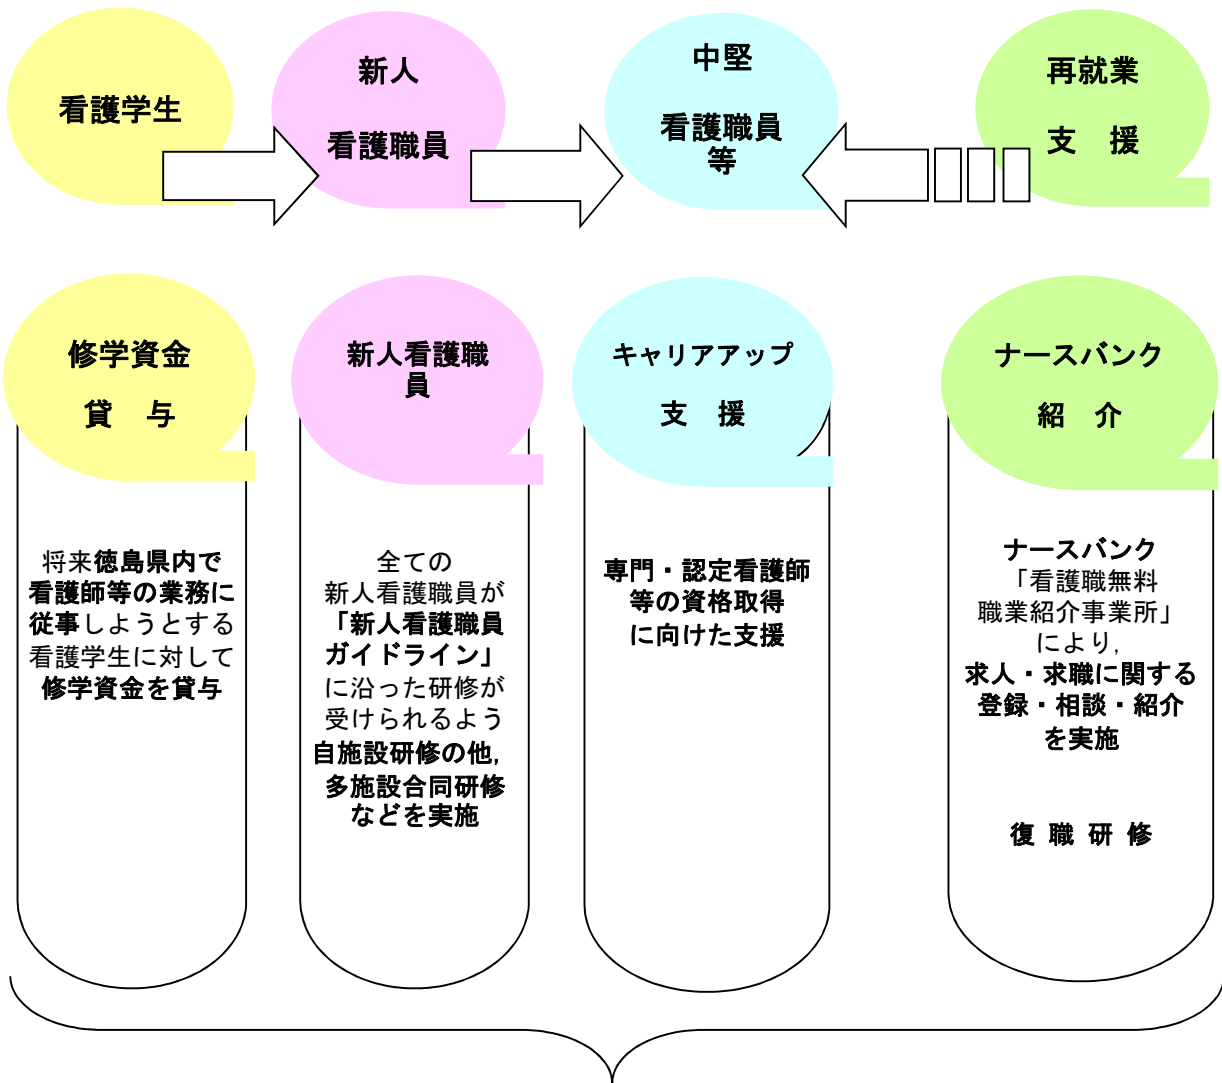 看護学生
新人
看護職員
中堅
看護職員
等
再就業
支　援
修学資金
貸　与
将来徳島県内で
看護師等の業務に
従事しようとする
看護学生に対して
修学資金を貸与
新人看護職
員
全ての
新人看護職員が
「新人看護職員
ガイドライン」
に沿った研修が
受けられるよう
自施設研修の他,
多施設合同研修
などを実施
キャリアアップ
支　援
専門・認定看護師
等の資格取得
に向けた支援
ナースバンク
紹　介
ナースバンク
「看護職無料
職業紹介事業所」
により,
求人・求職に関する
登録・相談・紹介
を実施
復 職 研 修